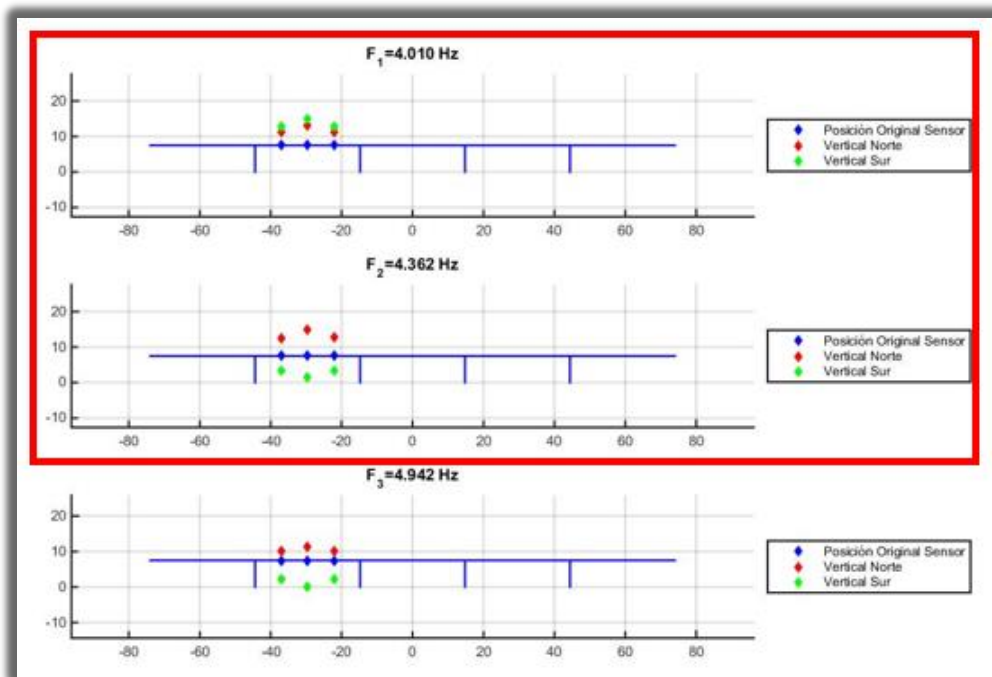 F1=4.010 Hz
20
10
0
-10
-80 -60 -40 -20 0 20 40 60 80
Posición Original Sensor
Vertical Norte
Vertical Sur
F2=4.362 Hz
20
10
0
-10
-80 -60 -40 -20 0 20 40 60 80
Posición Original Sensor
Vertical Norte
Vertical Sur
F3=4.942 Hz
20
10
0
-10
-80 -60 -40 -20 0 20 40 60 80
Posición Original Sensor
Vertical Norte
Vertical Sur